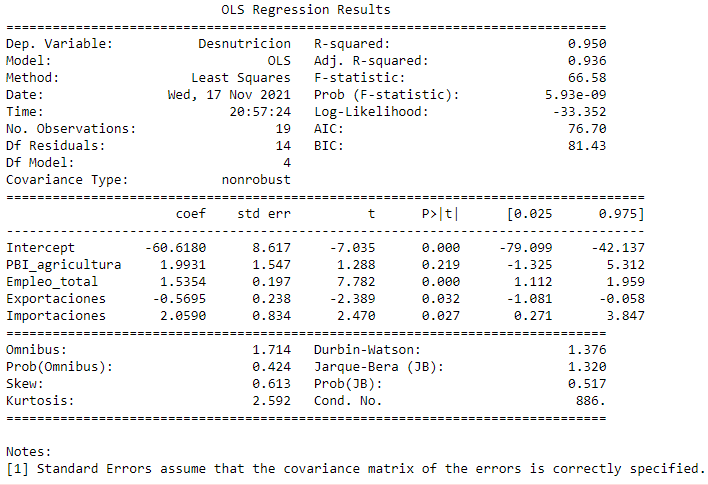 OLS Regression Results
==============================================================================
Dep. Variable: Desnutricion R-squared: 0.950
Model: OLS Adj. R-squared: 0.936
Method: Least Squares F-statistic: 66.58
Date: Wed, 17 Nov 2021 Prob (F-statistic): 5.93e-09
Time: 20:57:24 Log-Likelihood: -33.352
No. Observations: 19 AIC: 76.70
Df Residuals: 14 BIC: 81.43
Df Model: 4
Covariance Type: nonrobust
===================================================================================
coef std err t P>|t| [0.025 0.975]
-----------------------------------------------------------------------------------
Intercept -60.6180 8.617 -7.035 0.000 -79.099 -42.137
PBI_agricultura 1.9931 1.547 1.288 0.219 -1.325 5.312
Empleo_total 1.5354 0.197 7.782 0.000 1.112 1.959
Exportaciones -0.5695 0.238 -2.389 0.032 -1.081 -0.058
Importaciones 2.0590 0.834 2.470 0.027 0.271 3.847
==============================================================================
Omnibus: 1.714 Durbin-Watson: 1.376
Prob(Omnibus): 0.424 Jarque-Bera (JB): 1.320
Skew: 0.613 Prob(JB): 0.517
Kurtosis: 2.592 Cond. No. 886.
==============================================================================
Notes:
[1] Standard Errors assume that the covariance matrix of the errors is correctly specified.